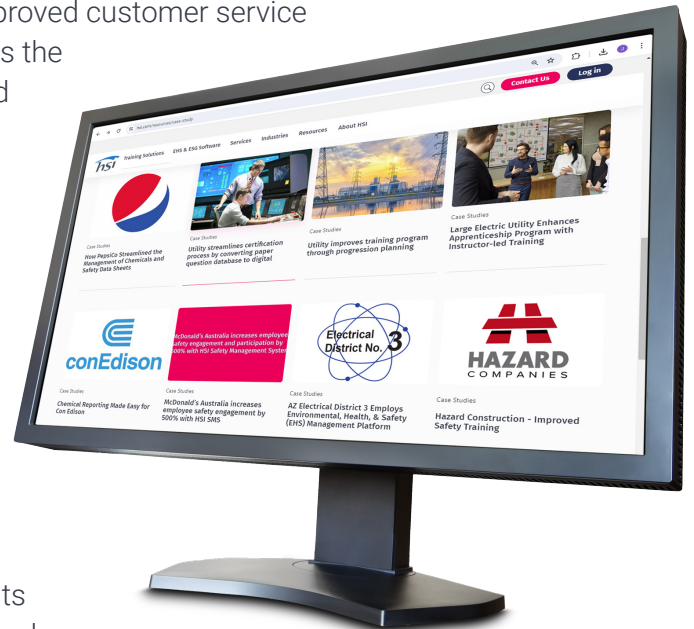 proved customer service
s the
d
hsi.com/resources/case-study
Contact Us
Log in
hsi
Training Solutions
EHS & ESG Software
Services
Industries
Resources
About HSI
Case Studies
How PepsiCo Streamlined the
Management of Chemicals and
Safety Data Sheets
Case Studies
Utility streamlines certification
process by converting paper
question database to digital
Case Studies
Utility improves training program
through progression planning
Case Studies
Large Electric Utility Enhances
Apprenticeship Program with
Instructor-led Training
conEdison
Case Studies
Chemical Reporting Made Easy for
Con Edison
McDonald's Australia increases employee
safety engagement and participation by
500% with HSI Safety Management System
Case Studies
McDonald's Australia increases
employee safety engagement by
500% with HSI SMS
Electrical
District No. 3
Case Studies
AZ Electrical District 3 Employs
Environmental, Health, & Safety
(EHS) Management Platform
HAZARD
COMPANIES
Case Studies
Hazard Construction - Improved
Safety Training
ts